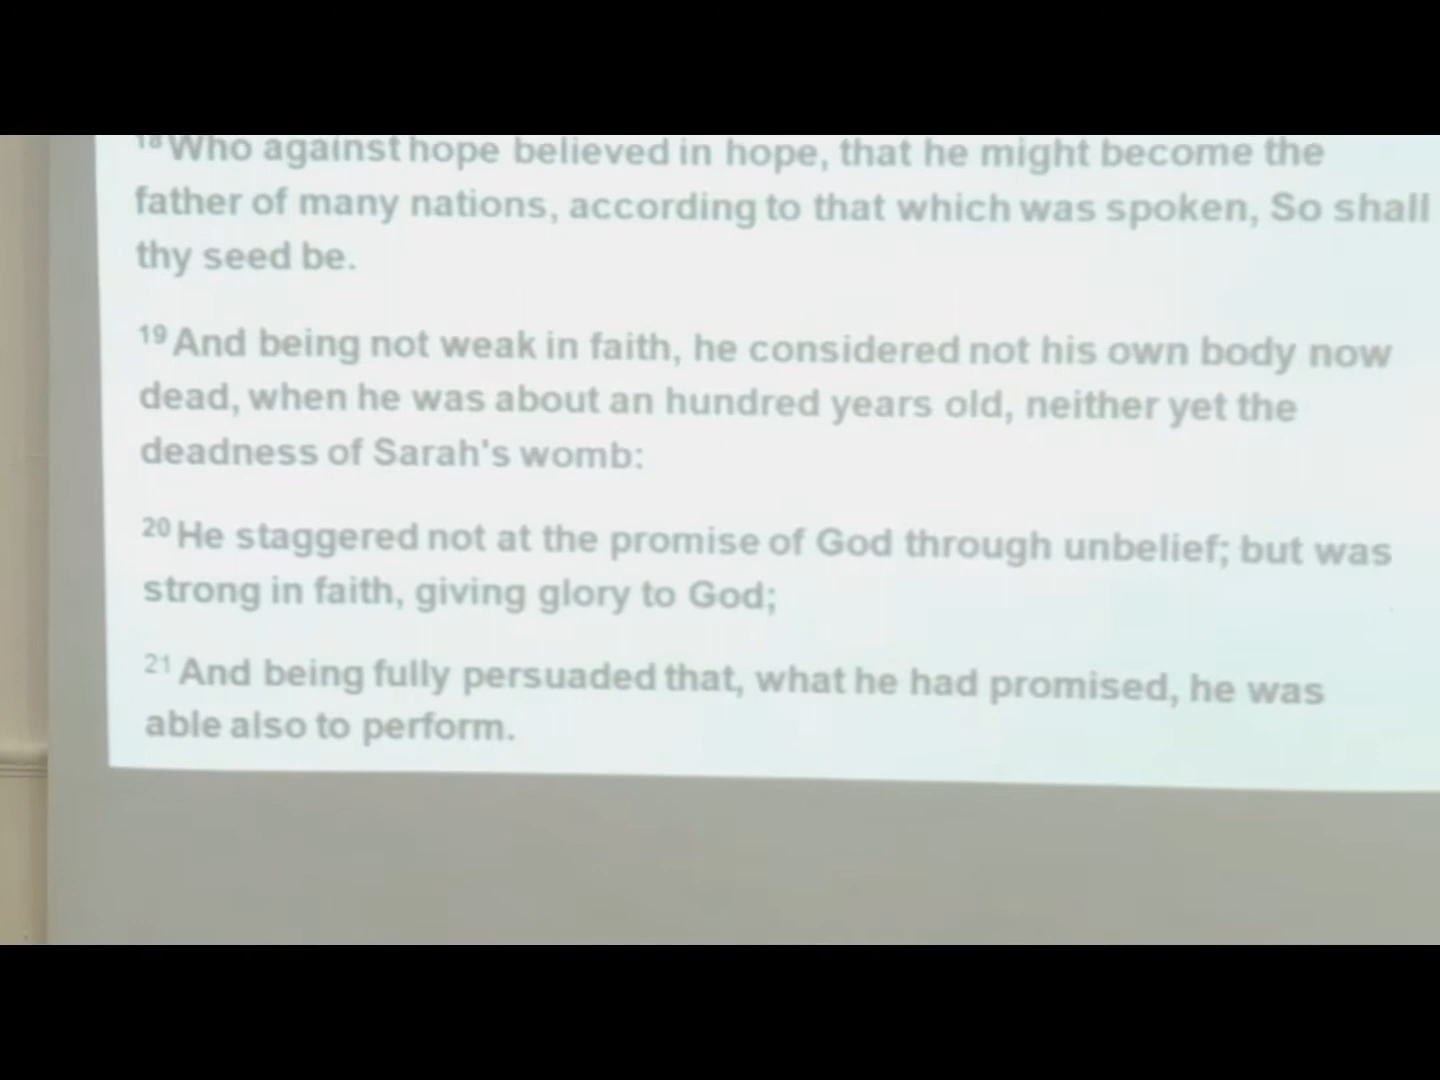 18 Who against hope believed in hope, that he might become the
father of many nations, according to that which was spoken, So shall
thy seed be.
19 And being not weak in faith, he considered not his own body now
dead, when he was about an hundred years old, neither yet the
deadness of Sarah's womb:
20 He staggered not at the promise of God through unbelief; but was
strong in faith, giving glory to God;
21 And being fully persuaded that, what he had promised, he was
able also to perform.